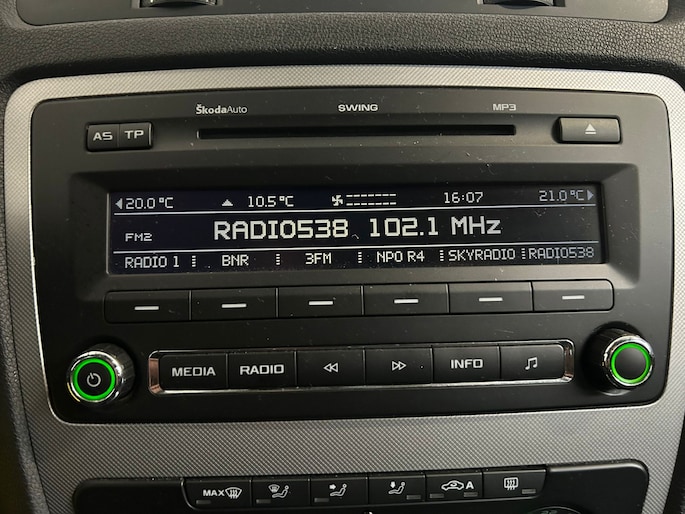 ŠkodaAuto SWING MP3
AS TP
20.0°C 10.5°C 16:07 21.0°C
FM2 RADIO538 102.1 MHz
RADIO 1 BNR 3FM NPO R4 SKYRADIO RADIO538
MEDIA RADIO INFO
MAX A